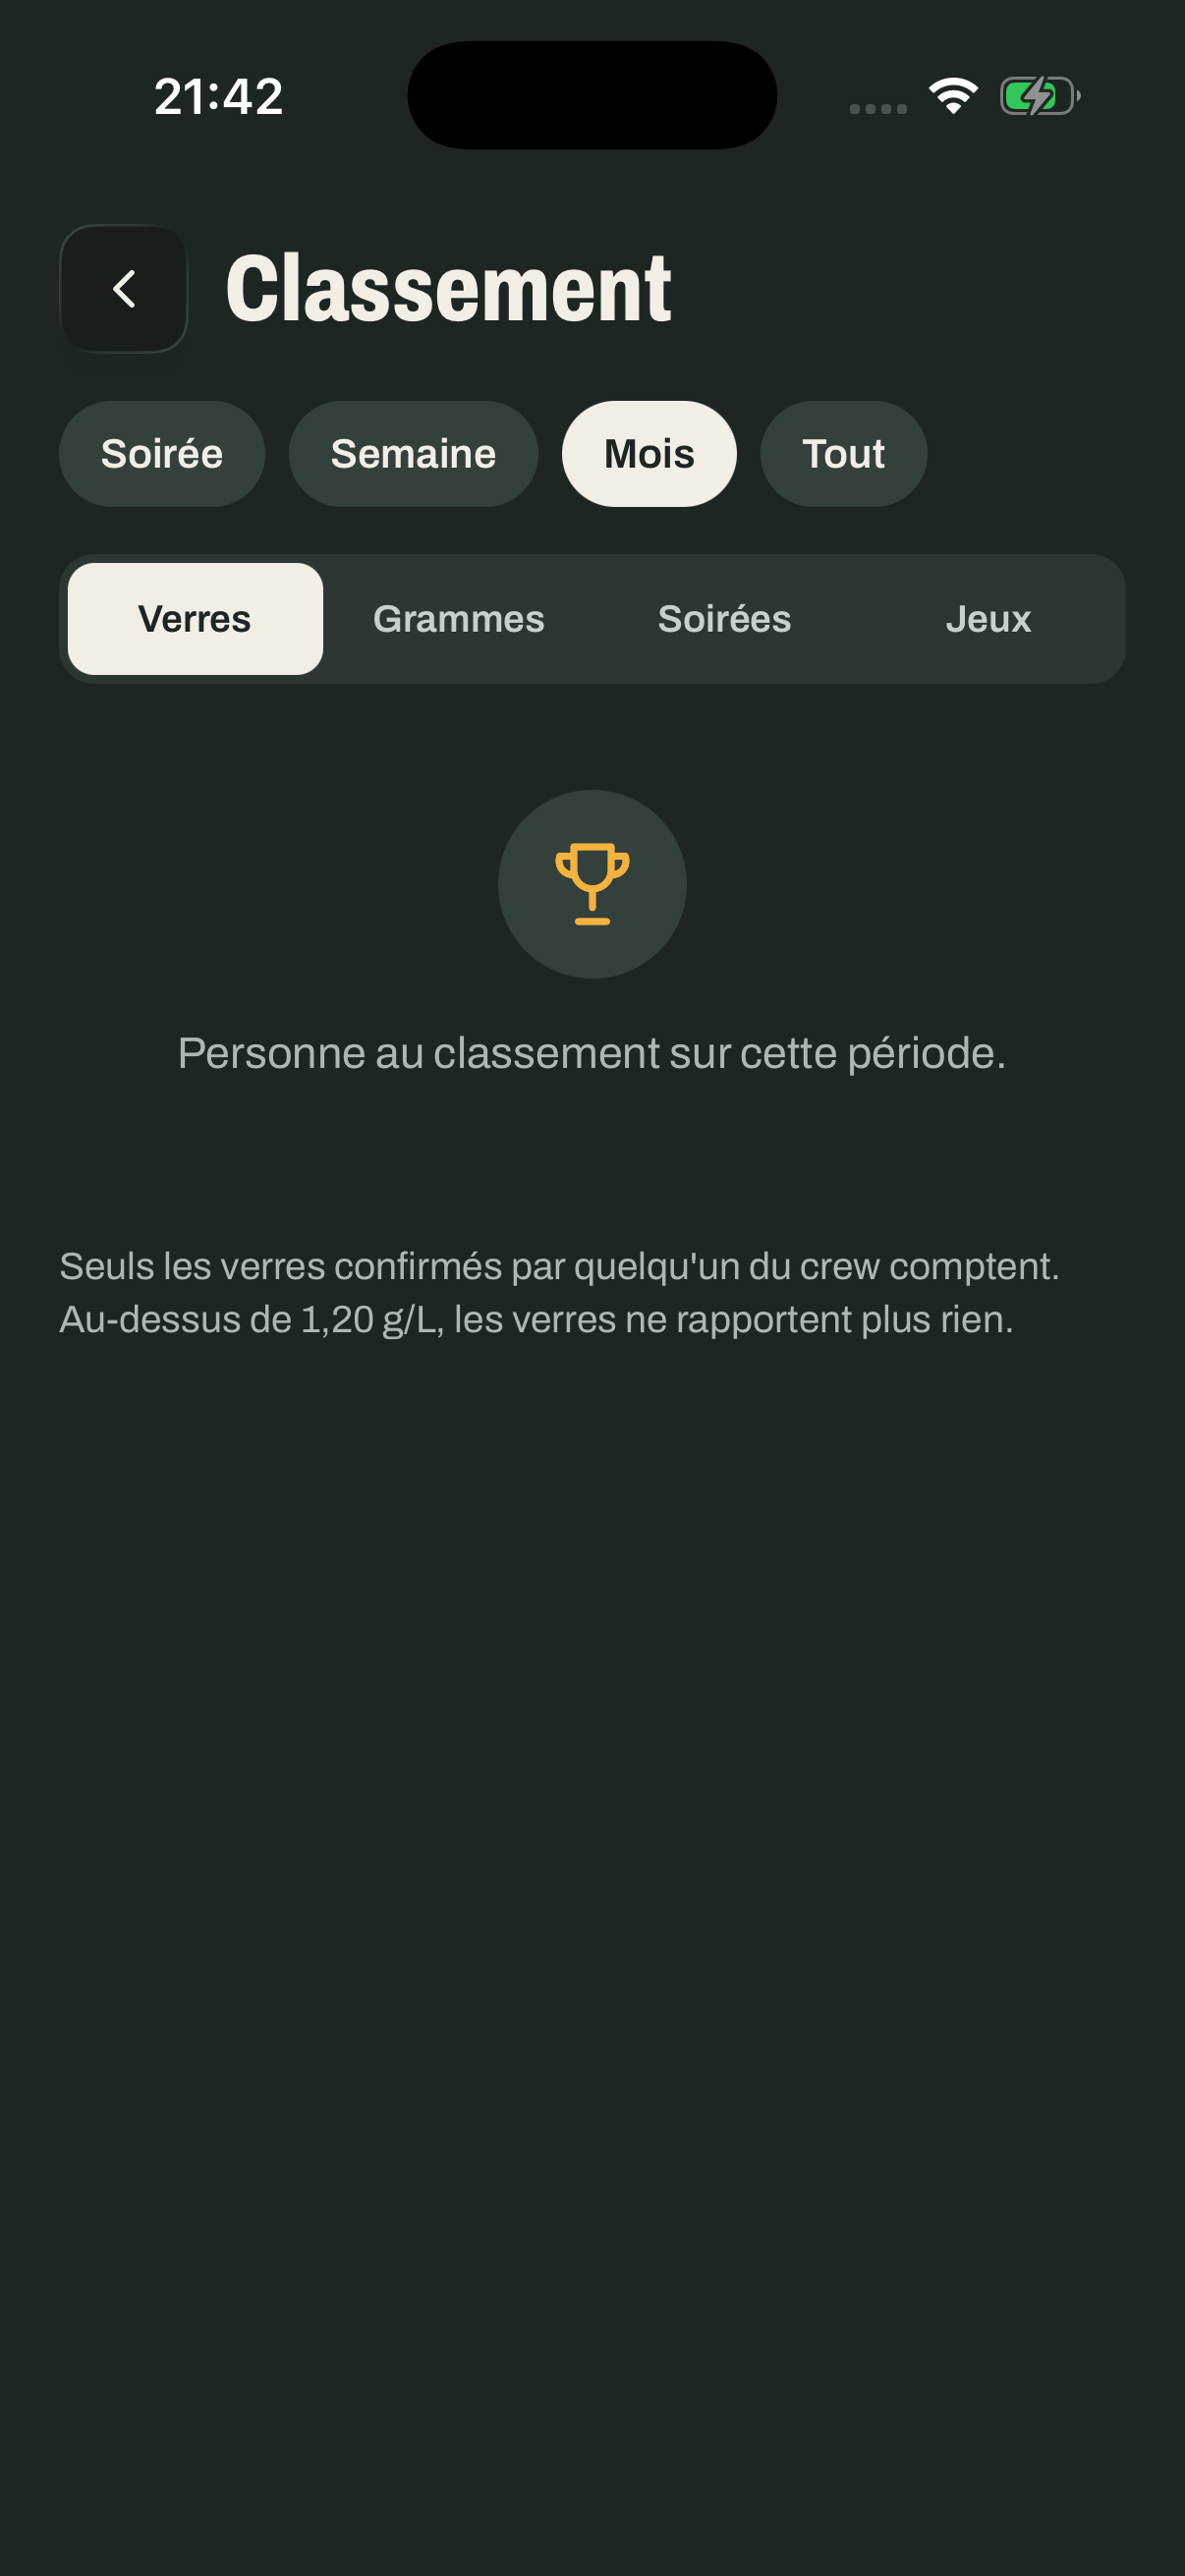 21:42
Classement
Soirée
Semaine
Mois
Tout
Verres
Grammes
Soirées
Jeux
Personne au classement sur cette période.
Seuls les verres confirmés par quelqu'un du crew comptent.
Au-dessus de 1,20 g/L, les verres ne rapportent plus rien.